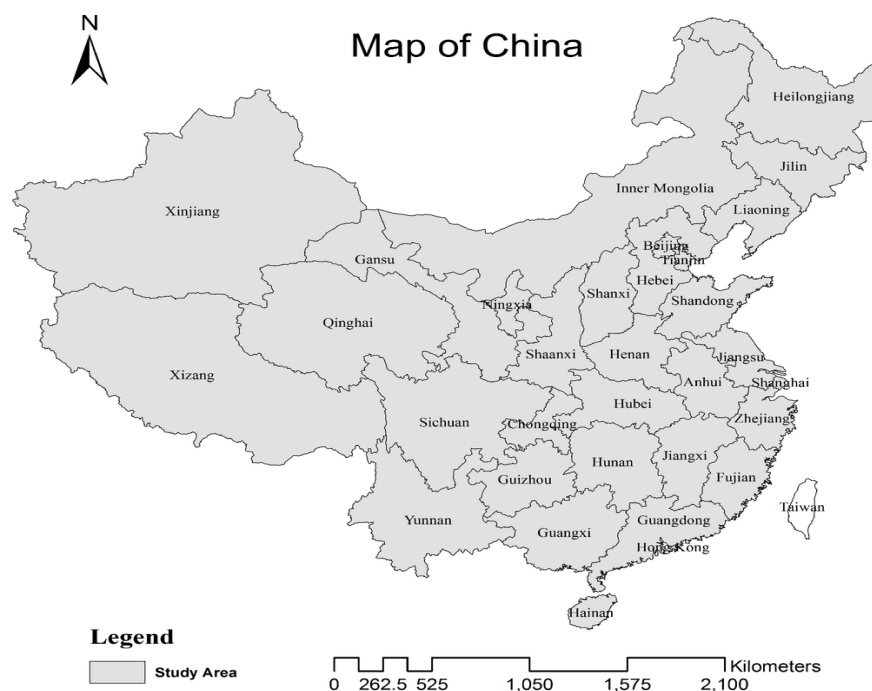 N
Map of China
Heilongjiang
Jilin
Inner Mongolia
Liaoning
Xinjiang
Beijing
Tianjin
Gansu
Hebei
Shanxi
Shandong
Ningxia
Qinghai
Shaanxi
Henan
Jiangsu
Xizang
Anhui
Shanghai
Hubei
Zhejiang
Sichuan
Chongqing
Hunan
Jiangxi
Guizhou
Fujian
Taiwan
Yunnan
Guangxi
Guangdong
Hong Kong
Hainan
Legend
Study Area
Kilometers
0 262.5 525 1,050 1,575 2,100